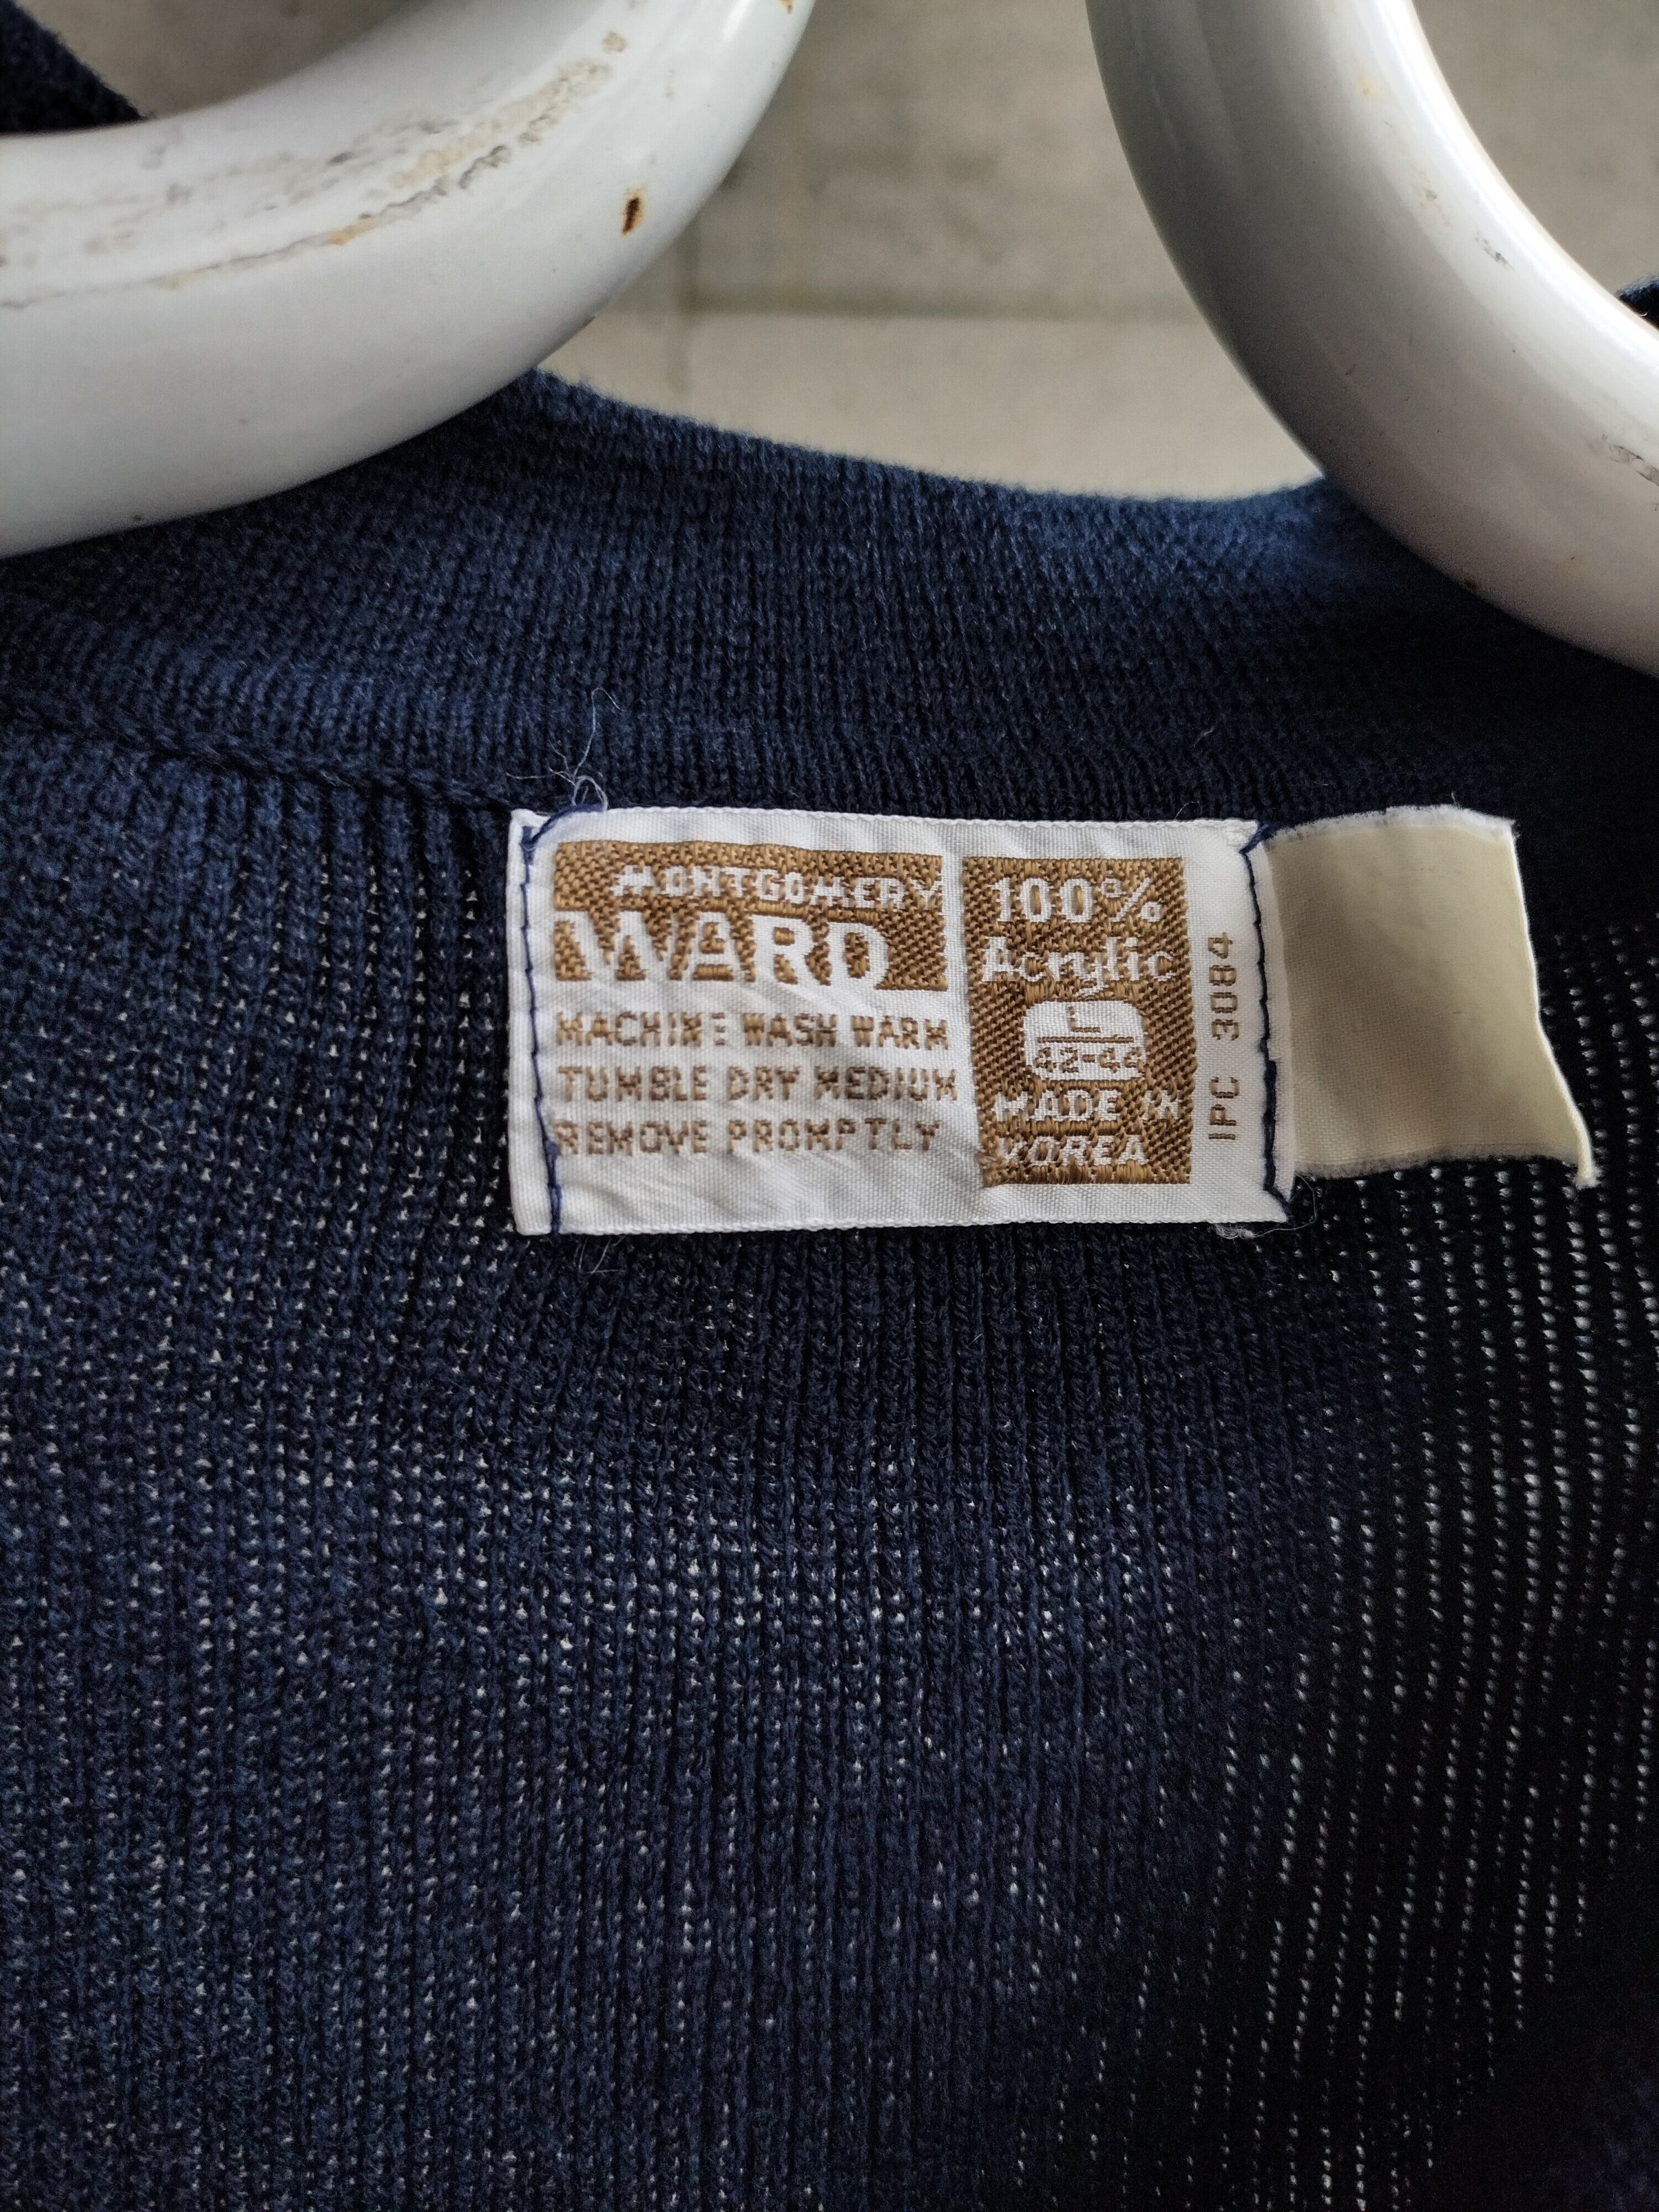 MONTGOMERY
WARD
MACHINE WASH WARM
TUMBLE DRY MEDIUM
REMOVE PROMPTLY
100%
Acrylic
L
42-44
MADE IN
KOREA
IPC 3084